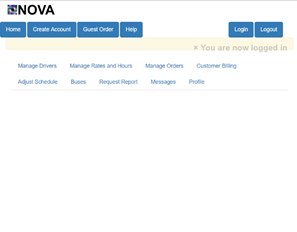 NOVA
Home Create Account Guest Order Help Login Logout
× You are now logged in
Manage Drivers Manage Rates and Hours Manage Orders Customer Billing
Adjust Schedule Buses Request Report Messages Profile